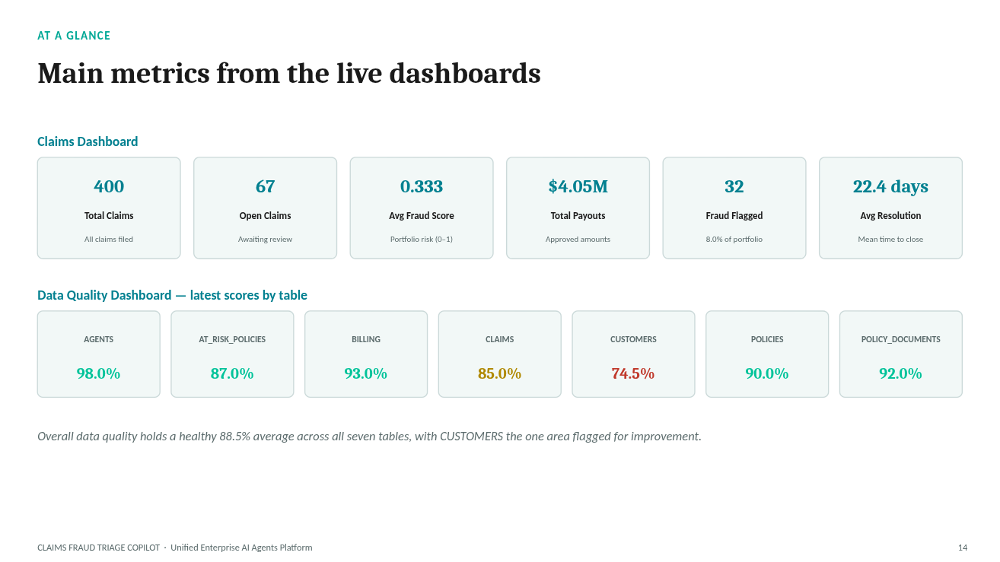 AT A GLANCE
Main metrics from the live dashboards
Claims Dashboard
400
Total Claims
All claims filed
67
Open Claims
Awaiting review
0.333
Avg Fraud Score
Portfolio risk (0–1)
$4.05M
Total Payouts
Approved amounts
32
Fraud Flagged
8.0% of portfolio
22.4 days
Avg Resolution
Mean time to close
Data Quality Dashboard — latest scores by table
AGENTS
98.0%
AT_RISK_POLICIES
87.0%
BILLING
93.0%
CLAIMS
85.0%
CUSTOMERS
74.5%
POLICIES
90.0%
POLICY_DOCUMENTS
92.0%
Overall data quality holds a healthy 88.5% average across all seven tables, with CUSTOMERS the one area flagged for improvement.
CLAIMS FRAUD TRIAGE COPILOT · Unified Enterprise AI Agents Platform
14